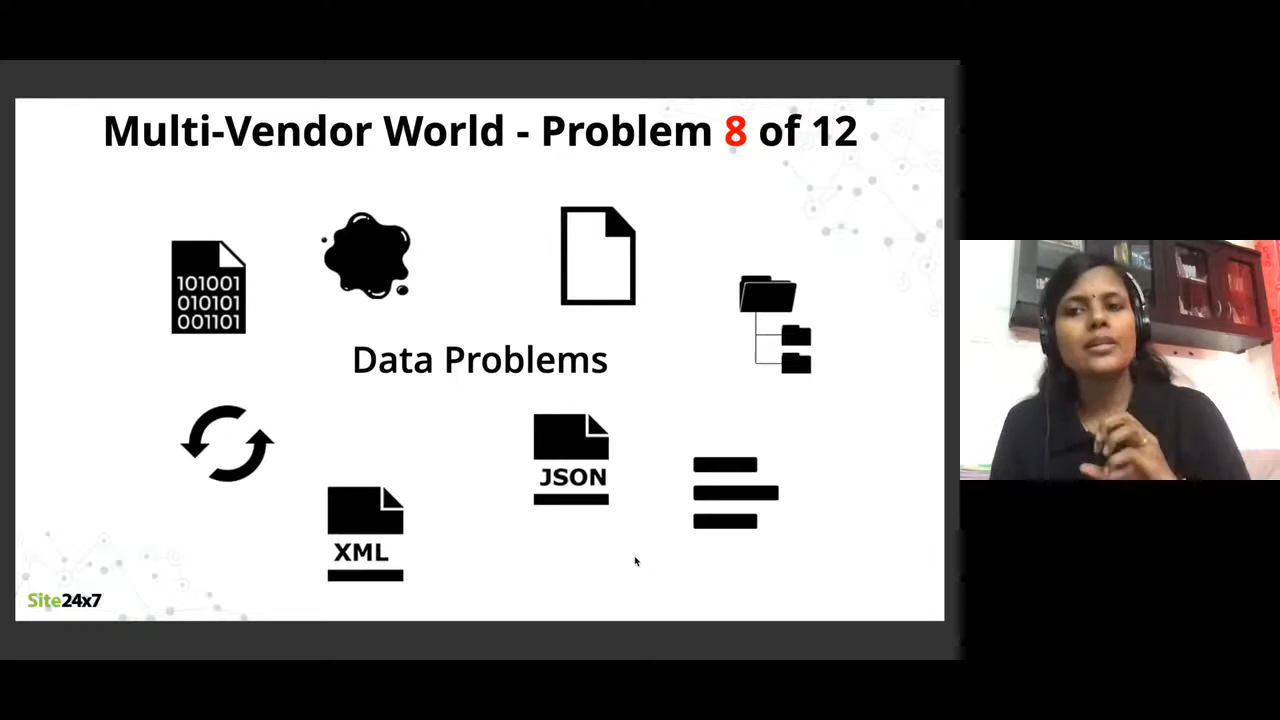 Multi-Vendor World - Problem 8 of 12
101001
010101
001101
Data Problems
JSON
XML
Site24x7